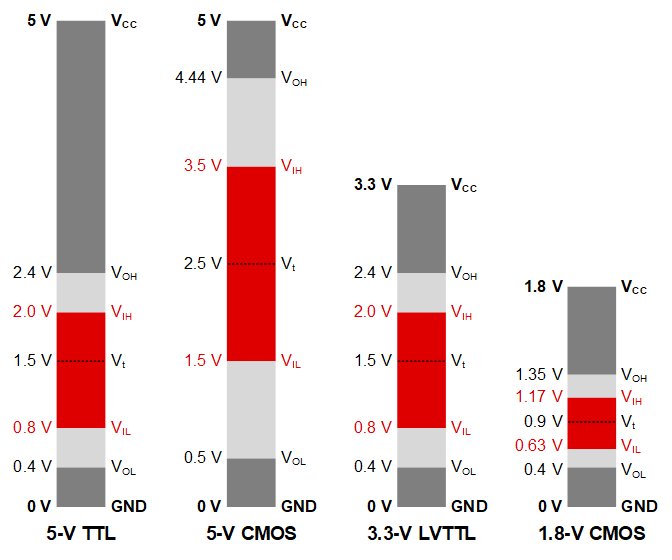 5 V VCC
2.4 V VOH
2.0 V VIH
1.5 V Vt
0.8 V VIL
0.4 V VOL
0 V GND
5-V TTL
5 V VCC
4.44 V VOH
3.5 V VIH
2.5 V Vt
1.5 V VIL
0.5 V VOL
0 V GND
5-V CMOS
3.3 V VCC
2.4 V VOH
2.0 V VIH
1.5 V Vt
0.8 V VIL
0.4 V VOL
0 V GND
3.3-V LVTTL
1.8 V VCC
1.35 V VOH
1.17 V VIH
0.9 V Vt
0.63 V VIL
0.4 V VOL
0 V GND
1.8-V CMOS